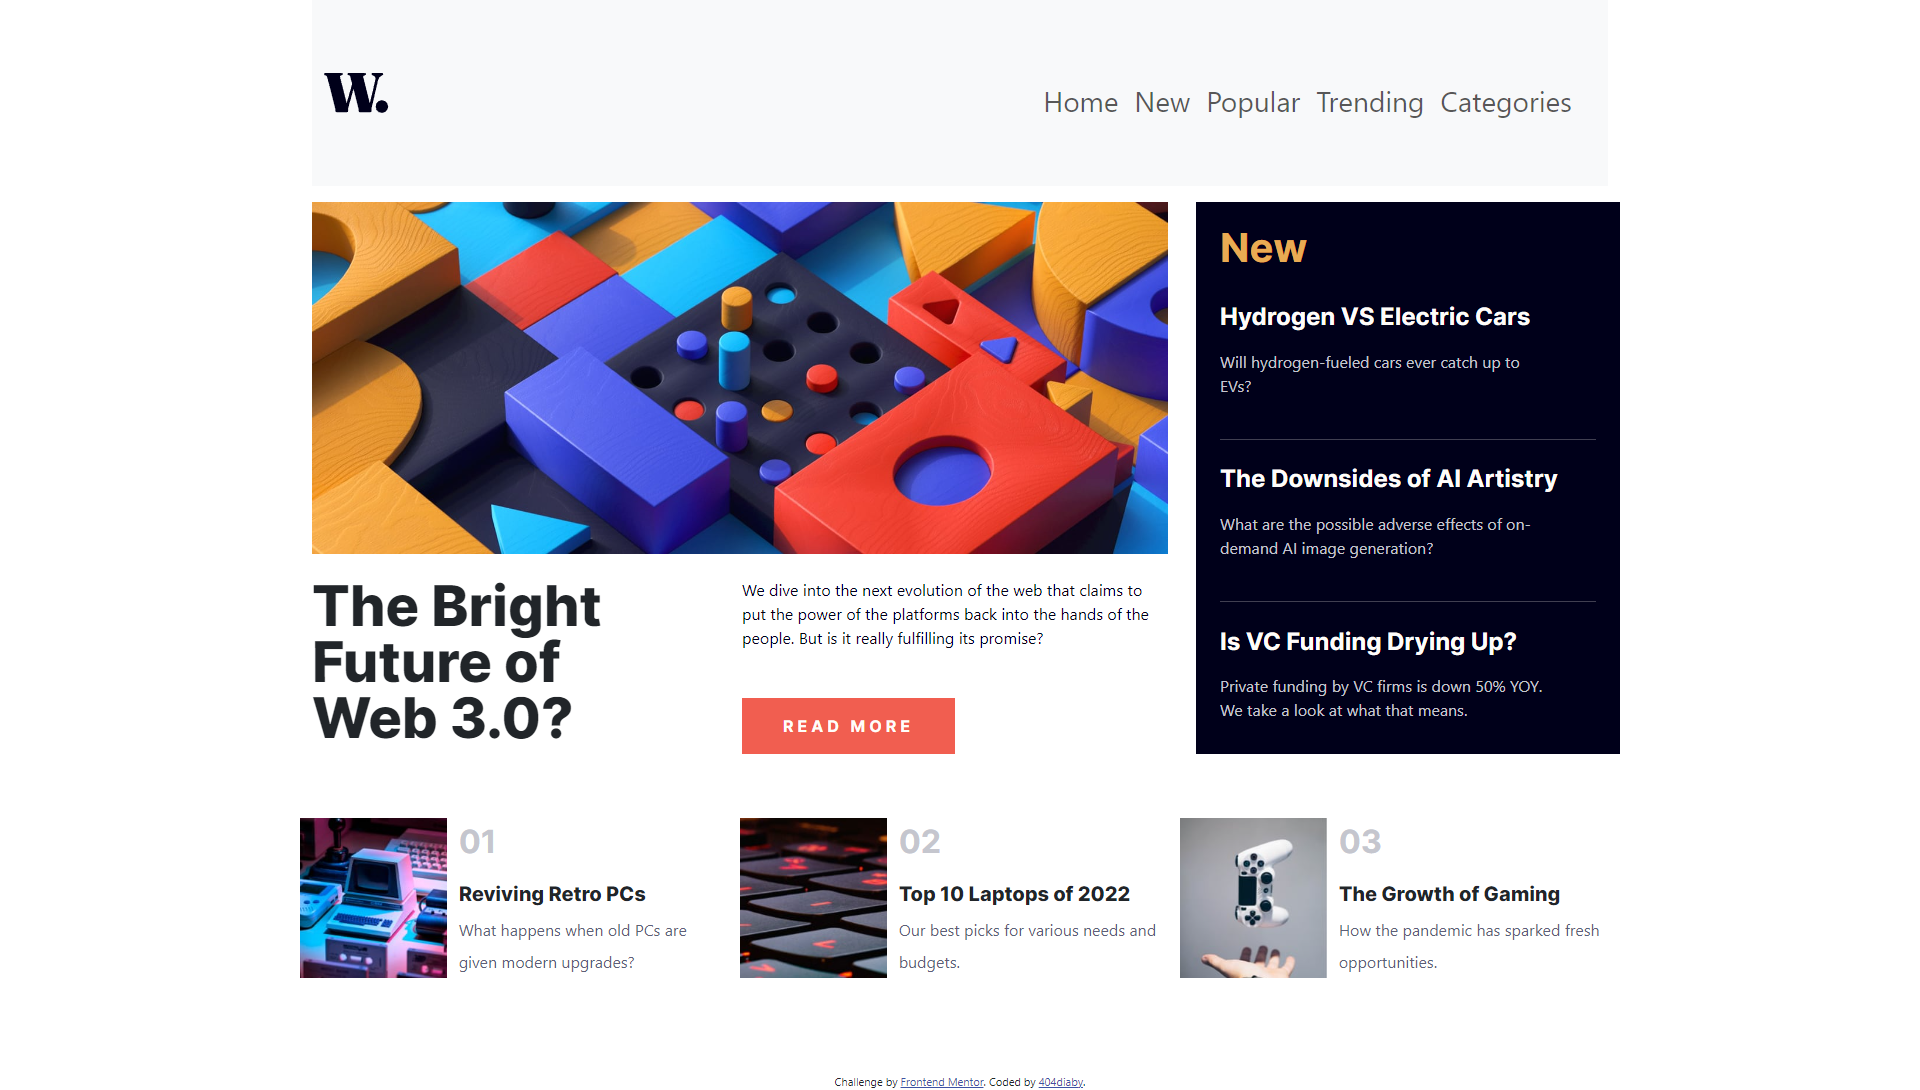 W.
Home New Popular Trending Categories
The Bright
Future of
Web 3.0?
We dive into the next evolution of the web that claims to
put the power of the platforms back into the hands of the
people. But is it really fulfilling its promise?
READ MORE
New
Hydrogen VS Electric Cars
Will hydrogen-fueled cars ever catch up to
EVs?
The Downsides of AI Artistry
What are the possible adverse effects of on-
demand AI image generation?
Is VC Funding Drying Up?
Private funding by VC firms is down 50% YOY.
We take a look at what that means.
01
Reviving Retro PCs
What happens when old PCs are
given modern upgrades?
02
Top 10 Laptops of 2022
Our best picks for various needs and
budgets.
03
The Growth of Gaming
How the pandemic has sparked fresh
opportunities.
Challenge by Frontend Mentor. Coded by 404diaby.